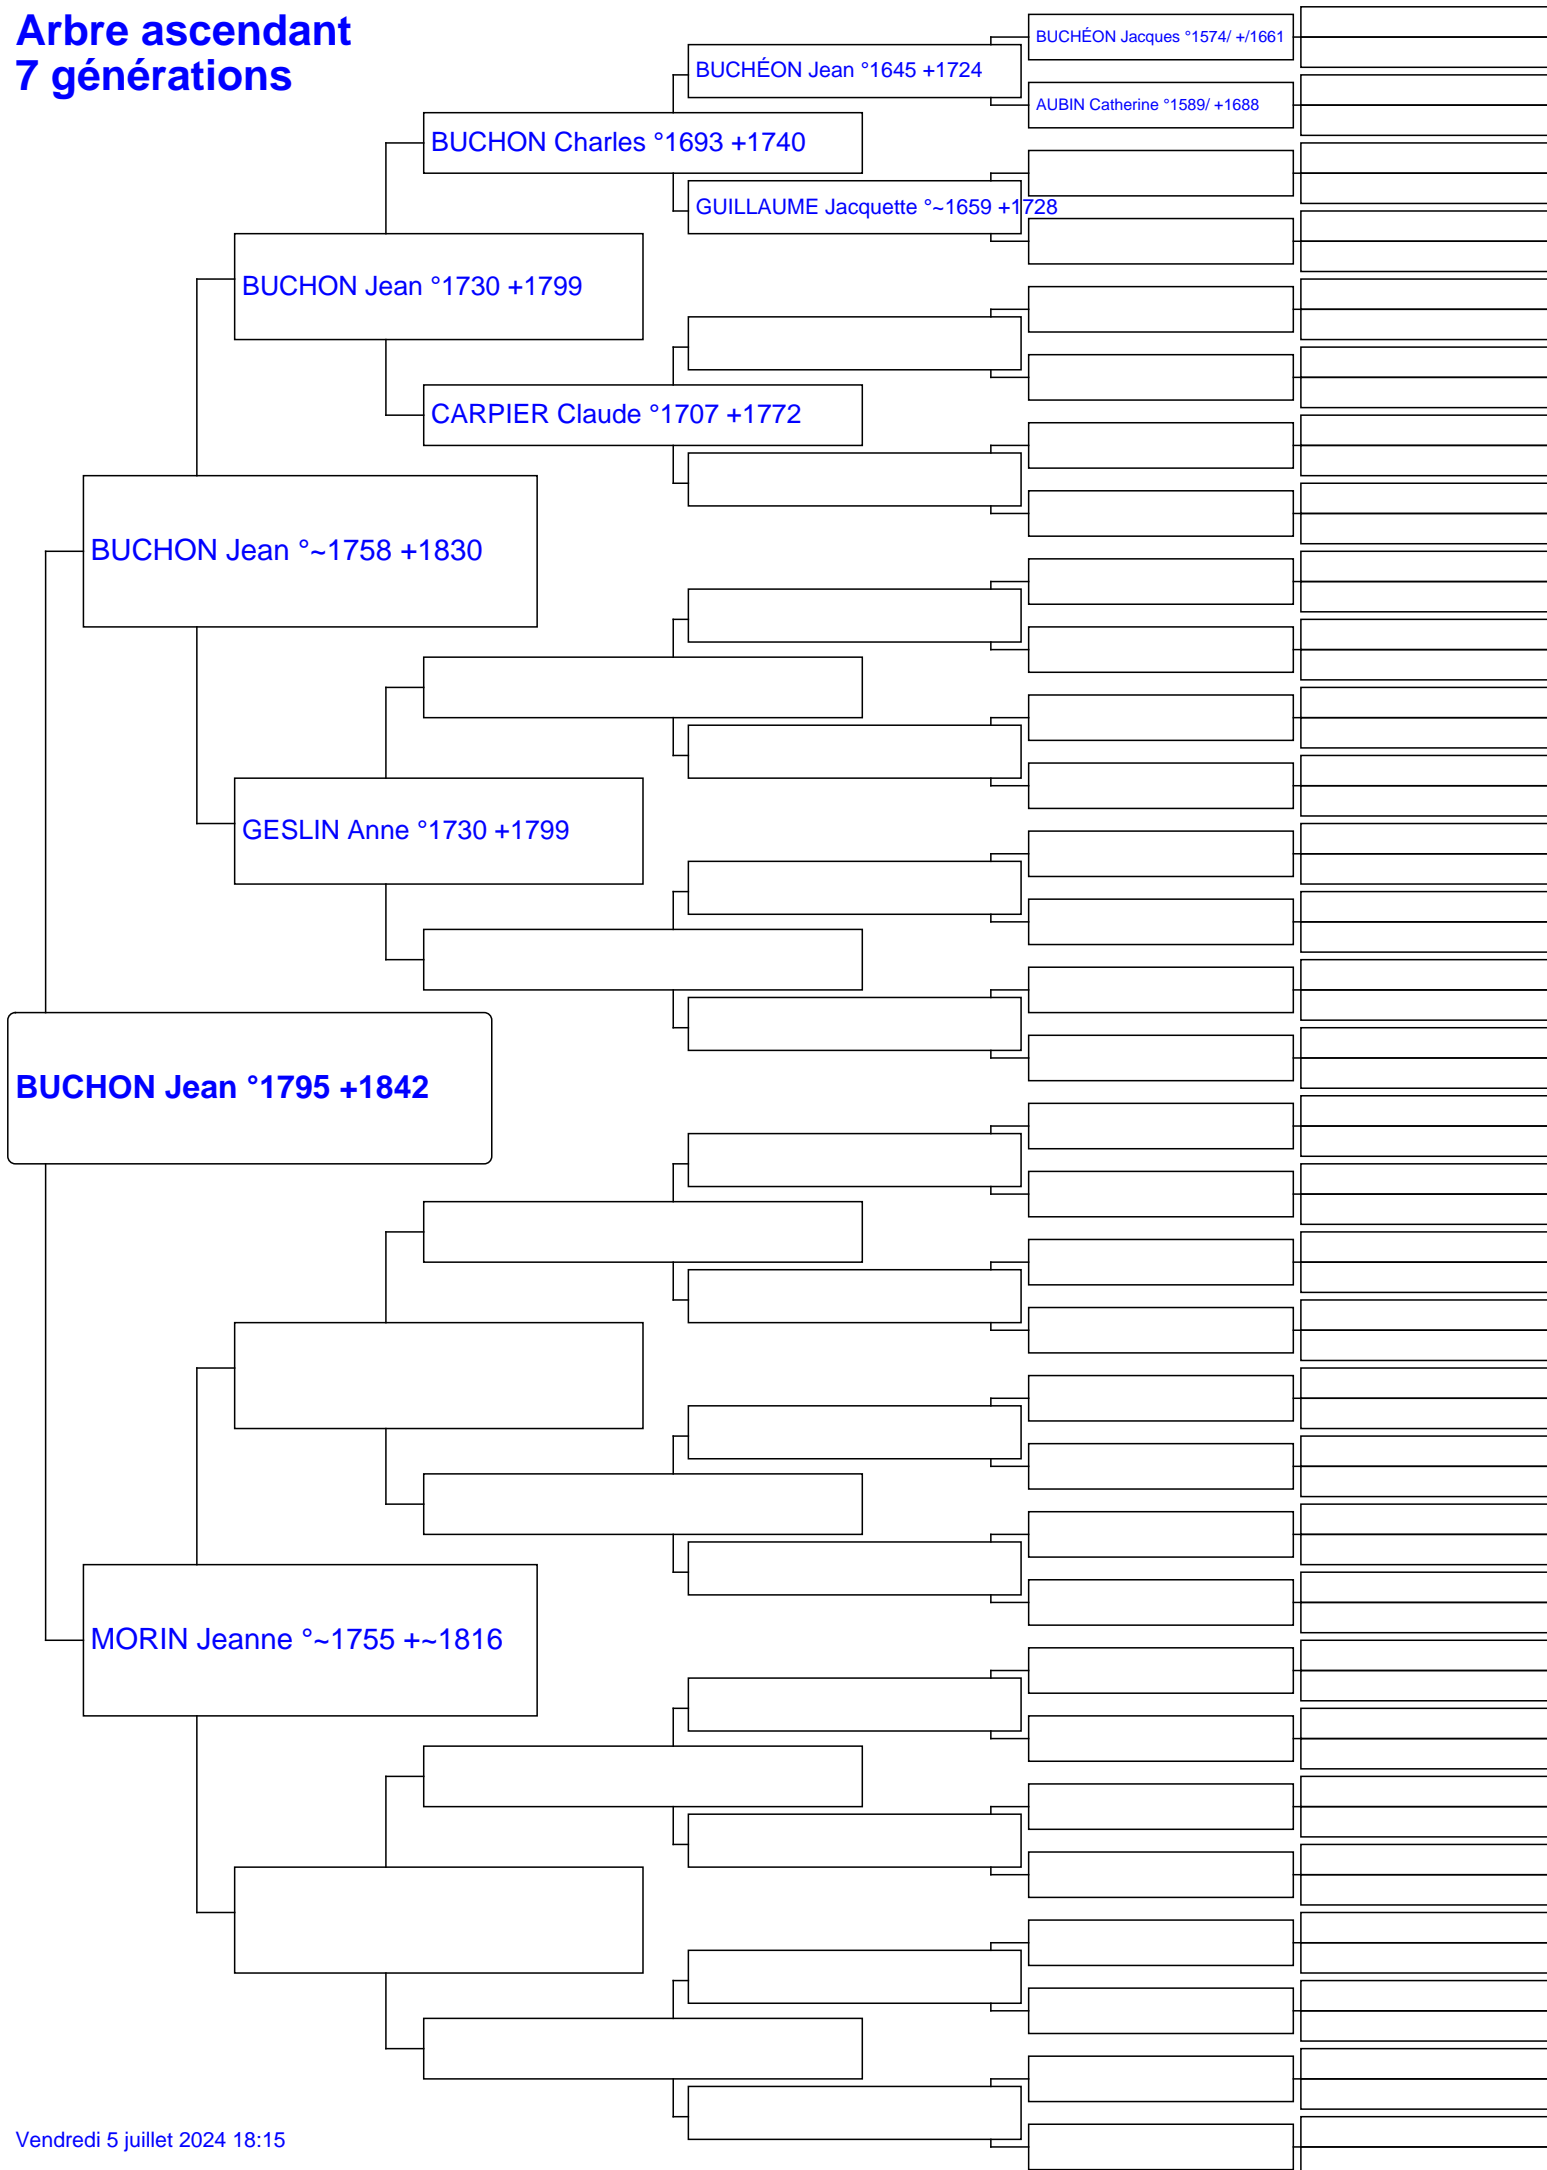 Arbre ascendant
7 générations
BUCHÉON Jacques °1574/ +/1661
BUCHÉON Jean °1645 +1724
AUBIN Catherine °1589/ +1688
BUCHON Charles °1693 +1740
GUILLAUME Jacquette °~1659 +1728
BUCHON Jean °1730 +1799
CARPIER Claude °1707 +1772
BUCHON Jean °~1758 +1830
GESLIN Anne °1730 +1799
BUCHON Jean °1795 +1842
MORIN Jeanne °~1755 +~1816
Vendredi 5 juillet 2024 18:15